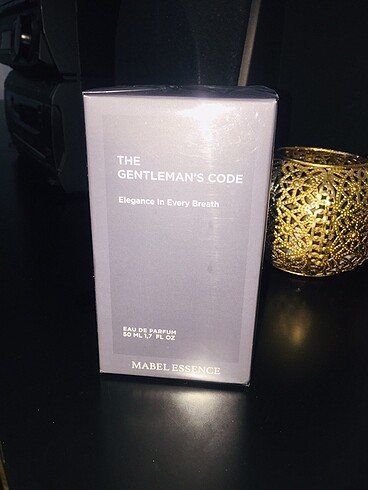 THE
GENTLEMAN'S CODE
Elegance In Every Breath
EAU DE PARFUM
50 ML 1,7 FL OZ
MABEL ESSENCE